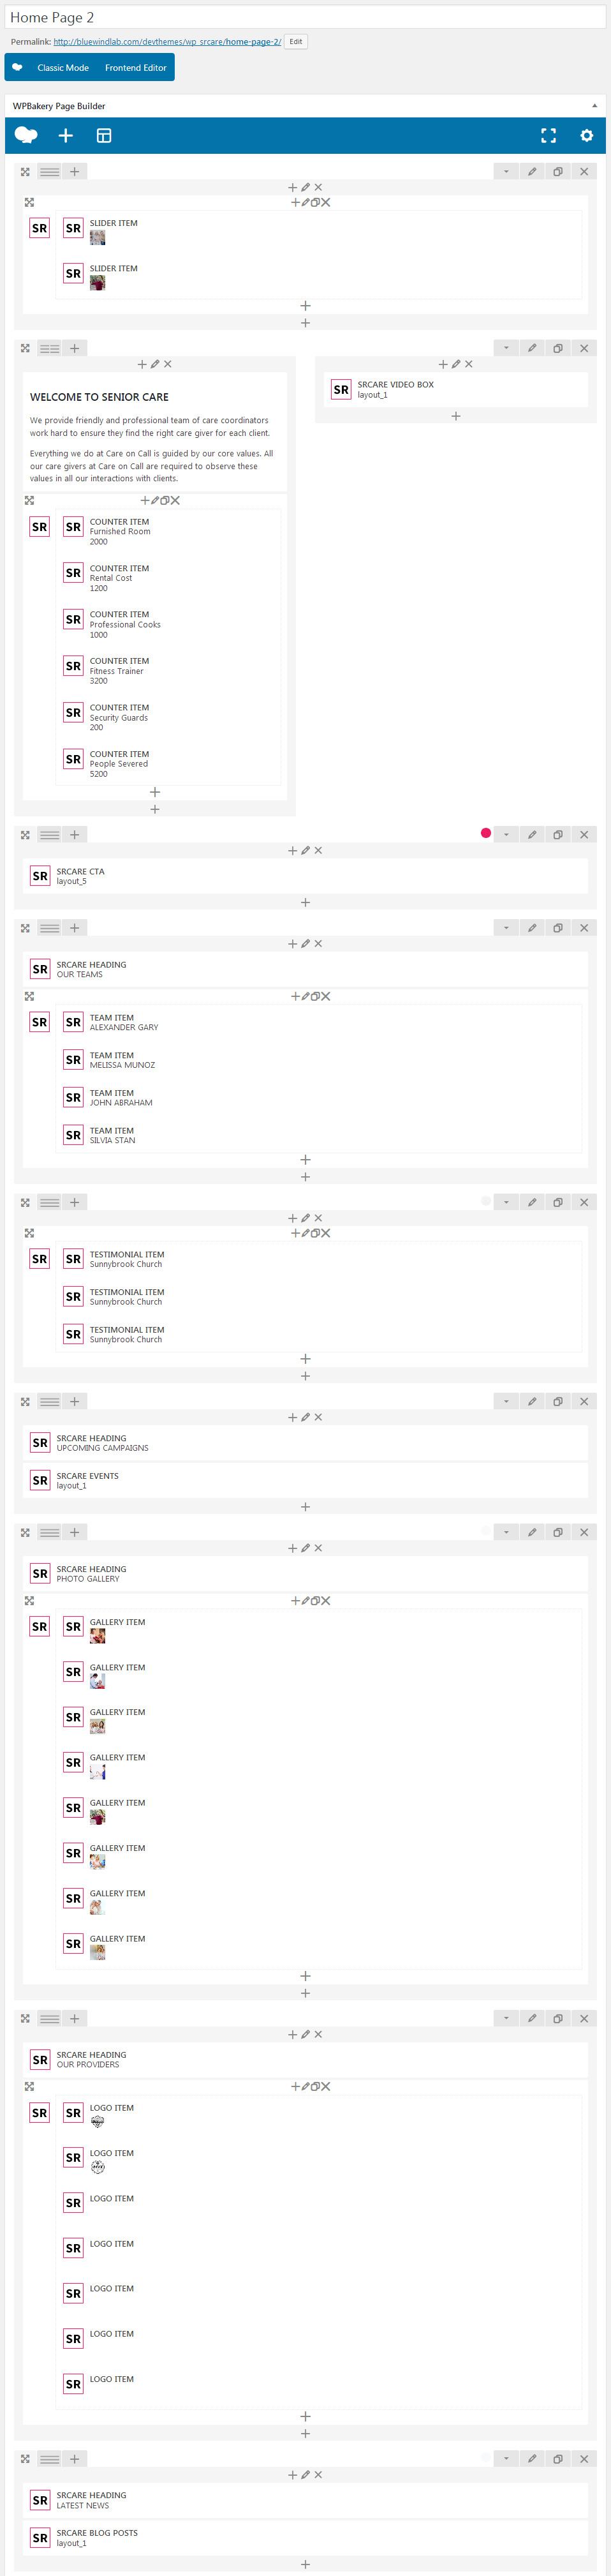 Home Page 2
Permalink: http://bluewindlab.com/devthemes/wp_srcare/home-page-2/ Edit
Classic Mode Frontend Editor
WPBakery Page Builder
SR SR SLIDER ITEM
SR SLIDER ITEM
WELCOME TO SENIOR CARE
We provide friendly and professional team of care coordinators
work hard to ensure they find the right care giver for each client.
Everything we do at Care on Call is guided by our core values. All
our care givers at Care on Call are required to observe these
values in all our interactions with clients.
SR SR COUNTER ITEM
Furnished Room
2000
SR COUNTER ITEM
Rental Cost
1200
SR COUNTER ITEM
Professional Cooks
1000
SR COUNTER ITEM
Fitness Trainer
3200
SR COUNTER ITEM
Security Guards
200
SR COUNTER ITEM
People Severed
5200
SR SRCARE VIDEO BOX
layout_1
SR SRCARE CTA
layout_5
SR SRCARE HEADING
OUR TEAMS
SR SR TEAM ITEM
ALEXANDER GARY
SR TEAM ITEM
MELISSA MUNOZ
SR TEAM ITEM
JOHN ABRAHAM
SR TEAM ITEM
SILVIA STAN
SR SR TESTIMONIAL ITEM
Sunnybrook Church
SR TESTIMONIAL ITEM
Sunnybrook Church
SR TESTIMONIAL ITEM
Sunnybrook Church
SR SRCARE HEADING
UPCOMING CAMPAIGNS
SR SRCARE EVENTS
layout_1
SR SRCARE HEADING
PHOTO GALLERY
SR SR GALLERY ITEM
SR GALLERY ITEM
SR GALLERY ITEM
SR GALLERY ITEM
SR GALLERY ITEM
SR GALLERY ITEM
SR GALLERY ITEM
SR GALLERY ITEM
SR SRCARE HEADING
OUR PROVIDERS
SR SR LOGO ITEM
SR LOGO ITEM
SR LOGO ITEM
SR LOGO ITEM
SR LOGO ITEM
SR LOGO ITEM
SR LOGO ITEM
SR SRCARE HEADING
LATEST NEWS
SR SRCARE BLOG POSTS
layout_1